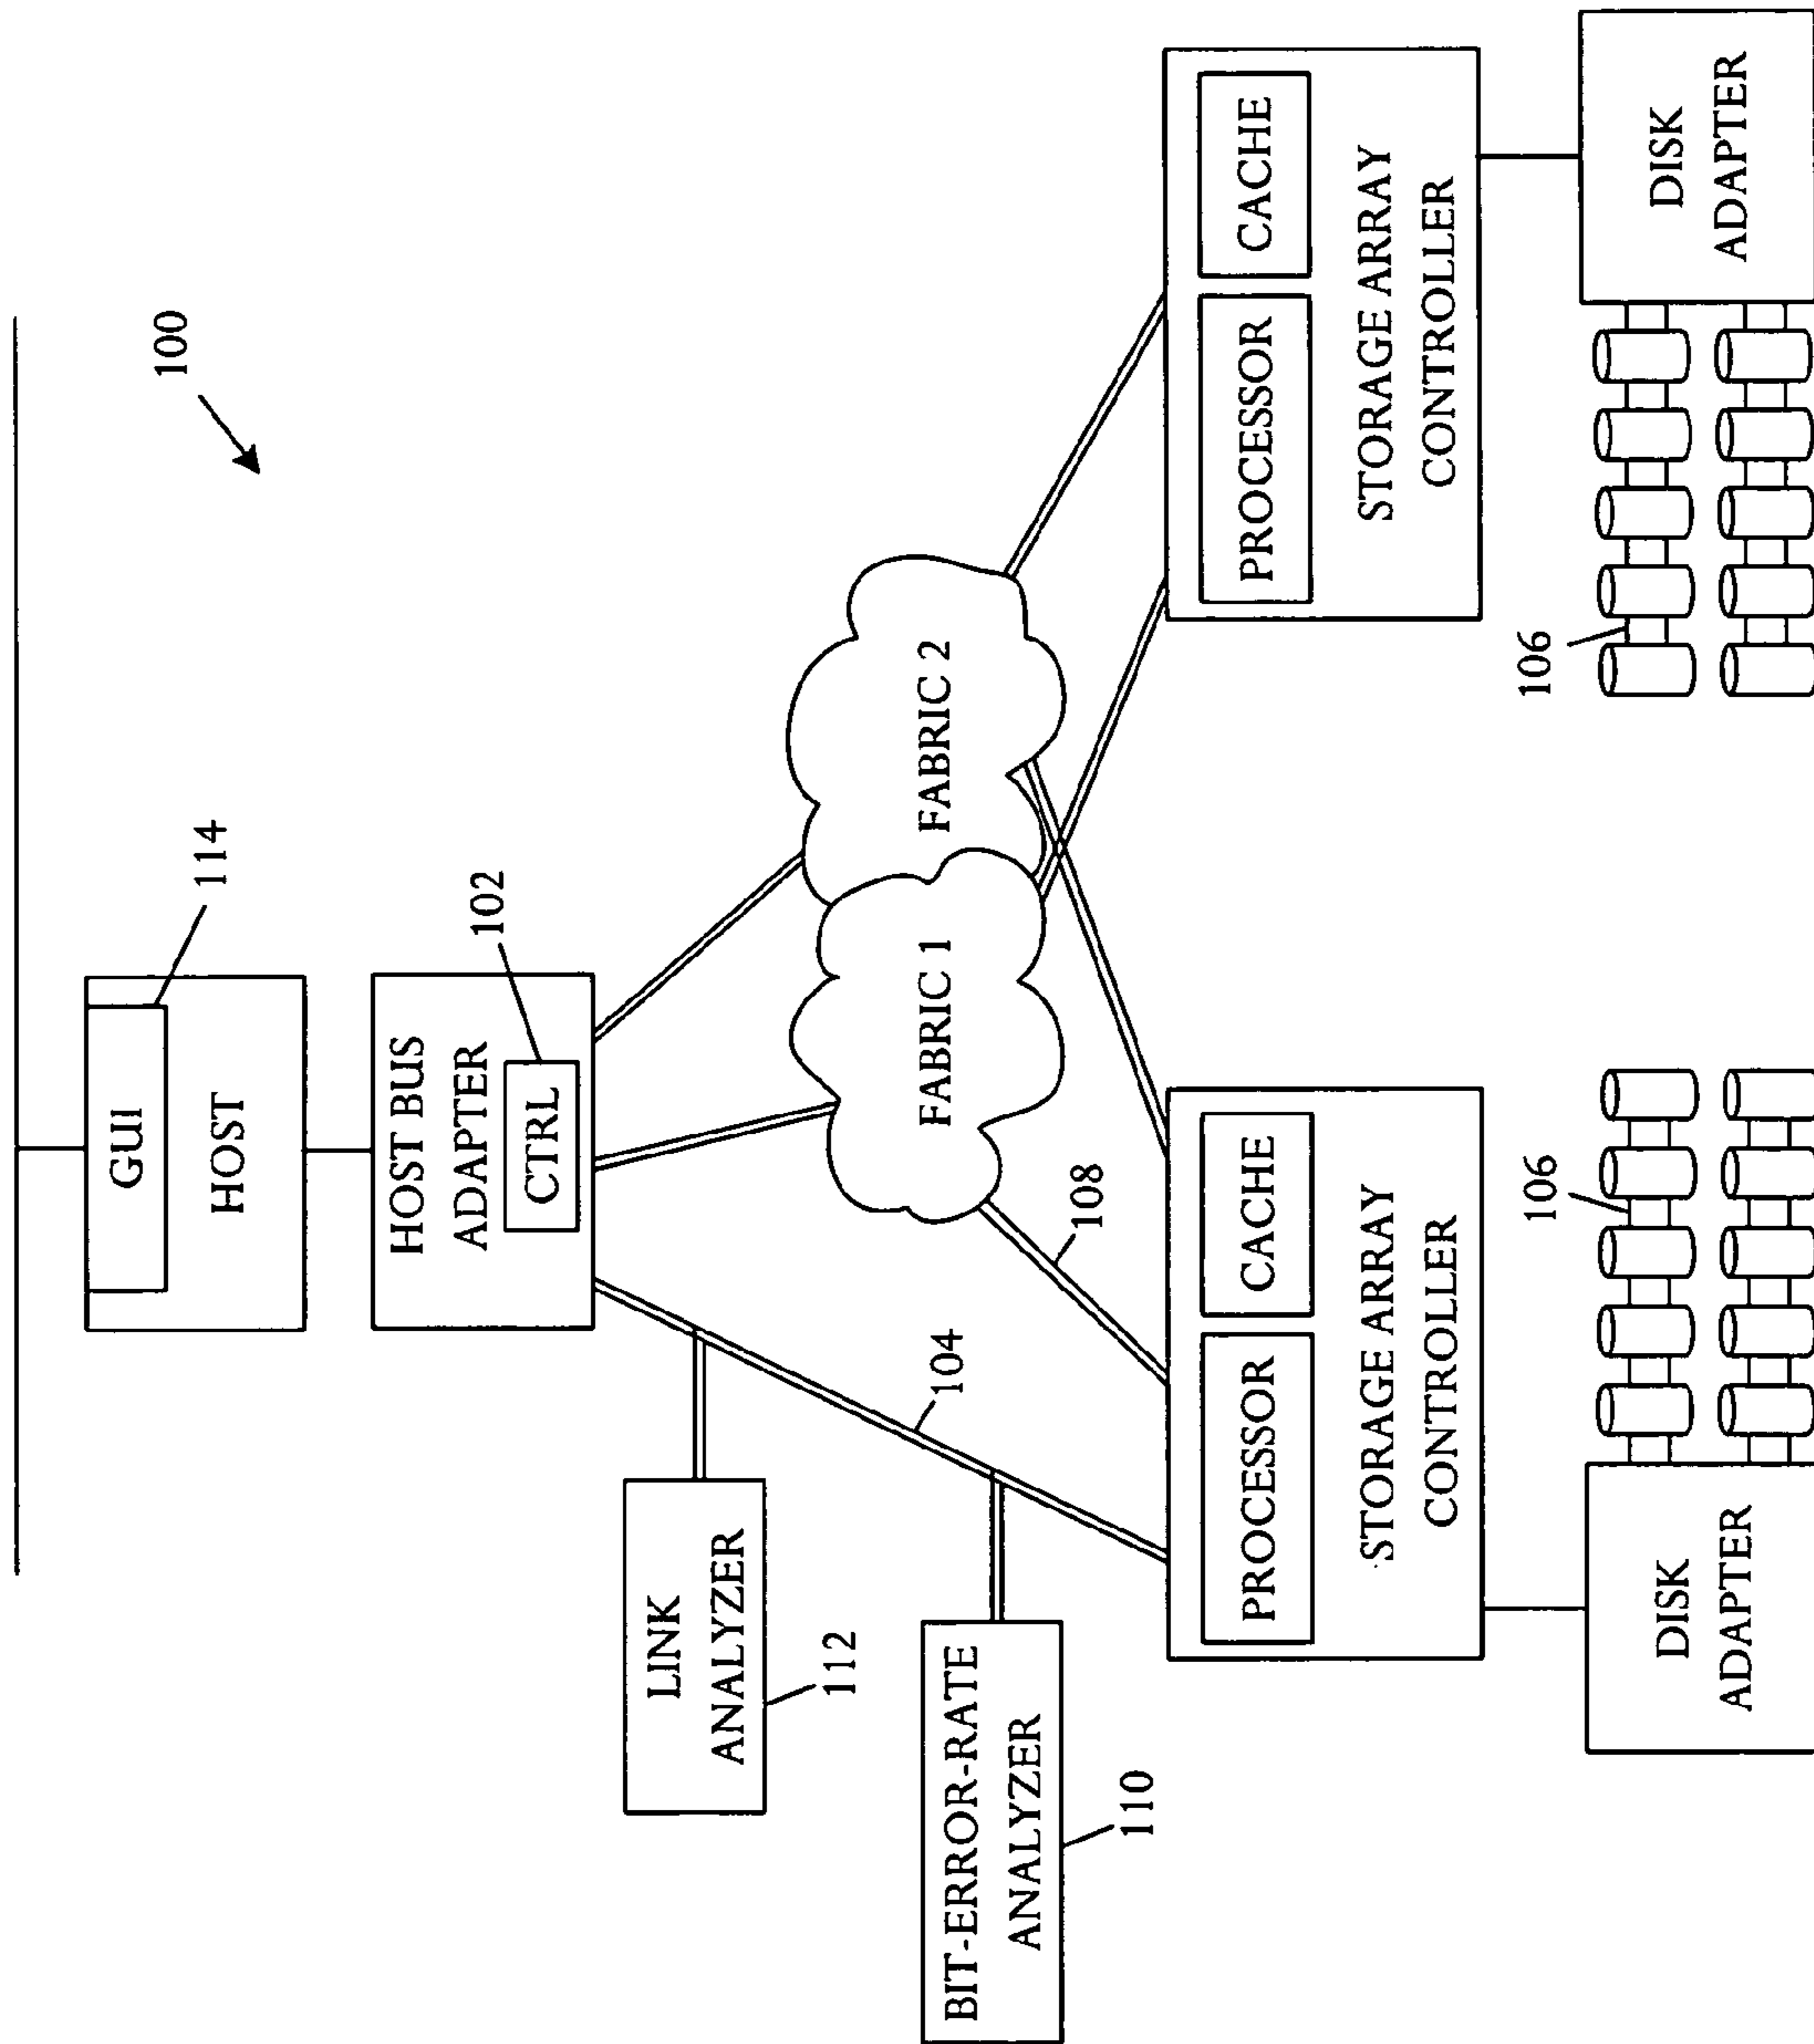 100
GUI
114
HOST
HOST BUS
ADAPTER
CTRL
102
LINK
ANALYZER
112
104
BIT-ERROR-RATE
ANALYZER
110
FABRIC 1
FABRIC 2
108
PROCESSOR
CACHE
STORAGE ARRAY
CONTROLLER
PROCESSOR
CACHE
STORAGE ARRAY
CONTROLLER
DISK
ADAPTER
106
106
DISK
ADAPTER